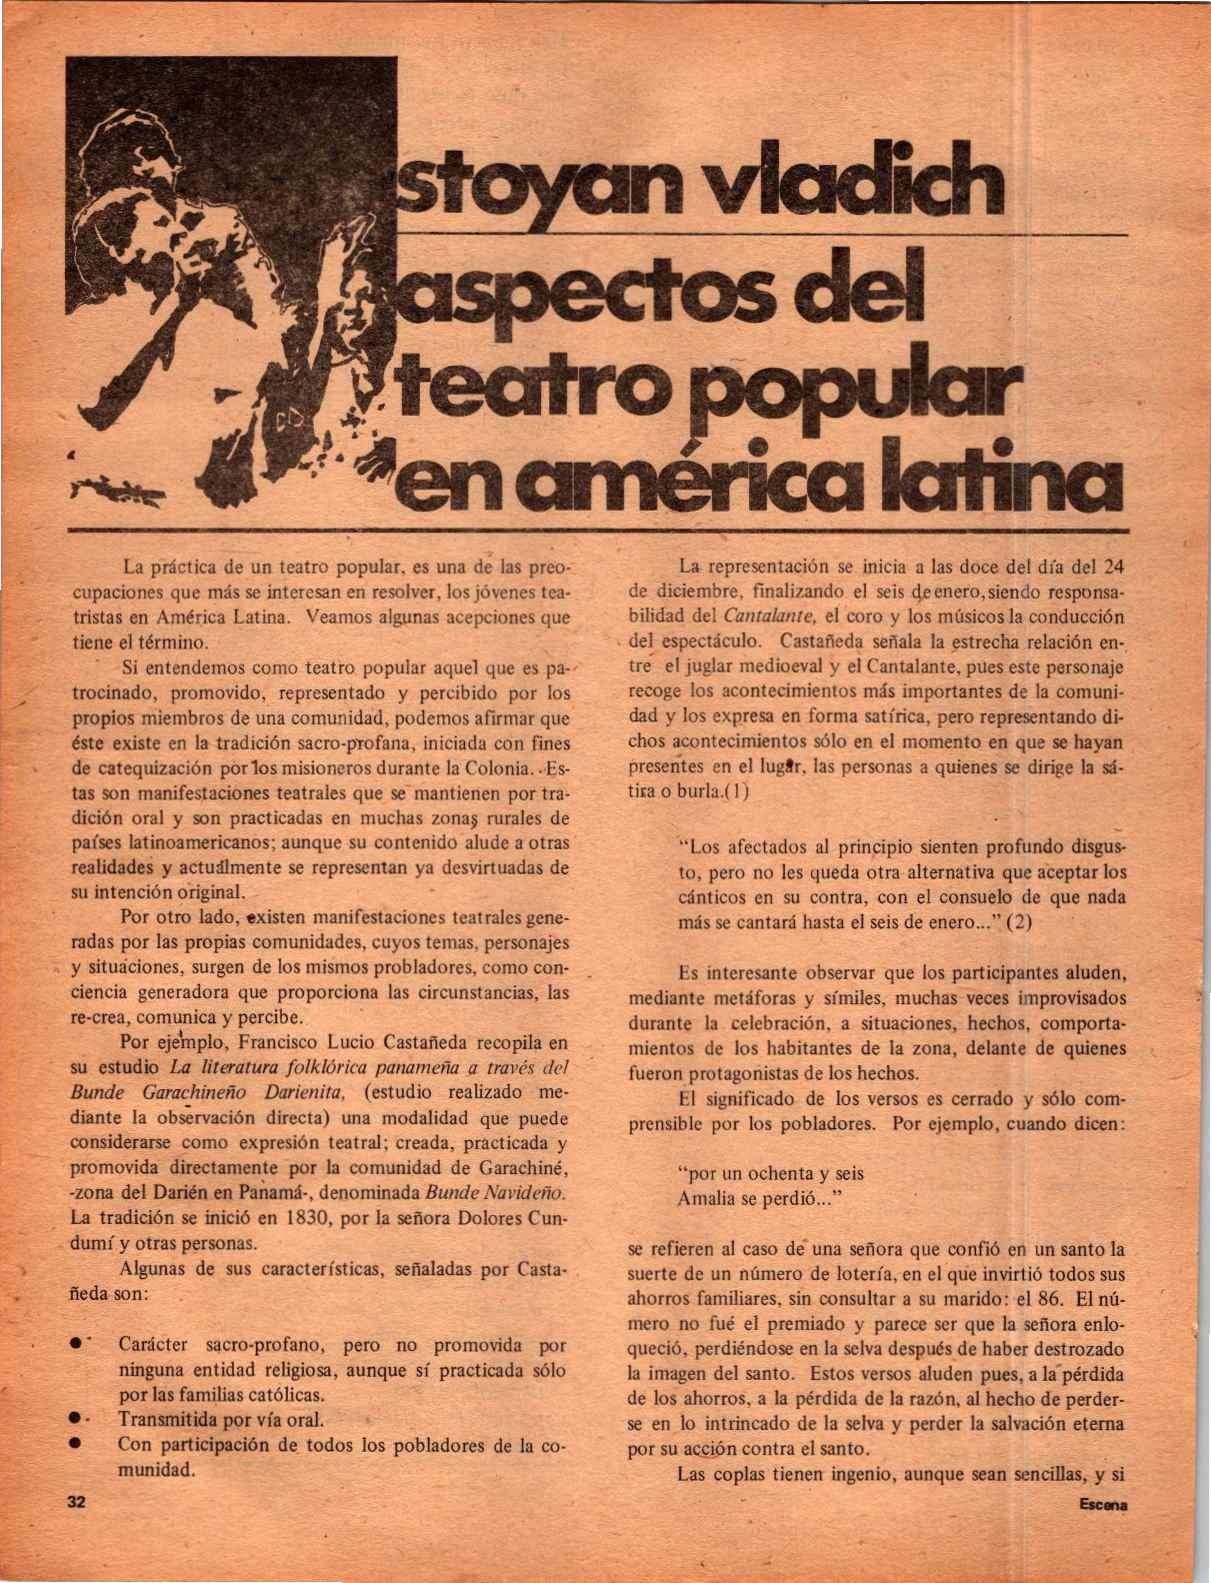 stoyan vladich
aspectos del
teatro popular
en américa latina
La práctica de un teatro popular, es una de las preo-
cupaciones que más se interesan en resolver, los jóvenes tea-
tristas en América Latina. Veamos algunas acepciones que
tiene el término.
Si entendemos como teatro popular aquel que es pa-
trocinado, promovido, representado y percibido por los
propios miembros de una comunidad, podemos afirmar que
éste existe en la tradición sacro-profana, iniciada con fines
de catequización por los misioneros durante la Colonia. Es-
tas son manifestaciones teatrales que se mantienen por tra-
dición oral y son practicadas en muchas zonas rurales de
países latinoamericanos; aunque su contenido alude a otras
realidades y actuálmente se representan ya desvirtuadas de
su intención original.
Por otro lado, existen manifestaciones teatrales gene-
radas por las propias comunidades, cuyos temas, personajes
y situaciones, surgen de los mismos probladores, como con-
ciencia generadora que proporciona las circunstancias, las
re-crea, comunica y percibe.
Por ejemplo, Francisco Lucio Castañeda recopila en
su estudio La literatura folklórica panameña a través del
Bunde Garachineño Darienita, (estudio realizado me-
diante la observación directa) una modalidad que puede
considerarse como expresión teatral; creada, practicada y
promovida directamente por la comunidad de Garachiné,
-zona del Darién en Panamá-, denominada Bunde Navideño.
La tradición se inició en 1830, por la señora Dolores Cun-
dumí y otras personas.
Algunas de sus características, señaladas por Casta-
ñeda son:
● Carácter sacro-profano, pero no promovida por
ninguna entidad religiosa, aunque sí practicada sólo
por las familias católicas.
● Transmitida por vía oral.
● Con participación de todos los pobladores de la co-
munidad.
La representación se inicia a las doce del día del 24
de diciembre, finalizando el seis de enero, siendo responsa-
bilidad del Cantalante, el coro y los músicos la conducción
del espectáculo. Castañeda señala la estrecha relación en-
tre el juglar medioeval y el Cantalante, pues este personaje
recoge los acontecimientos más importantes de la comuni-
dad y los expresa en forma satírica, pero representando di-
chos acontecimientos sólo en el momento en que se hayan
presentes en el lugar, las personas a quienes se dirige la sá-
tira o burla.(1)
"Los afectados al principio sienten profundo disgus-
to, pero no les queda otra alternativa que aceptar los
cánticos en su contra, con el consuelo de que nada
más se cantará hasta el seis de enero..." (2)
Es interesante observar que los participantes aluden,
mediante metáforas y símiles, muchas veces improvisados
durante la celebración, a situaciones, hechos, comporta-
mientos de los habitantes de la zona, delante de quienes
fueron protagonistas de los hechos.
El significado de los versos es cerrado y sólo com-
prensible por los pobladores. Por ejemplo, cuando dicen:
"por un ochenta y seis
Amalia se perdió..."
se refieren al caso de una señora que confió en un santo la
suerte de un número de lotería, en el que invirtió todos sus
ahorros familiares, sin consultar a su marido: el 86. El nú-
mero no fué el premiado y parece ser que la señora enlo-
queció, perdiéndose en la selva después de haber destrozado
la imagen del santo. Estos versos aluden pues, a la pérdida
de los ahorros, a la pérdida de la razón, al hecho de perder-
se en lo intrincado de la selva y perder la salvación eterna
por su acción contra el santo.
Las coplas tienen ingenio, aunque sean sencillas, y si
32
Escena